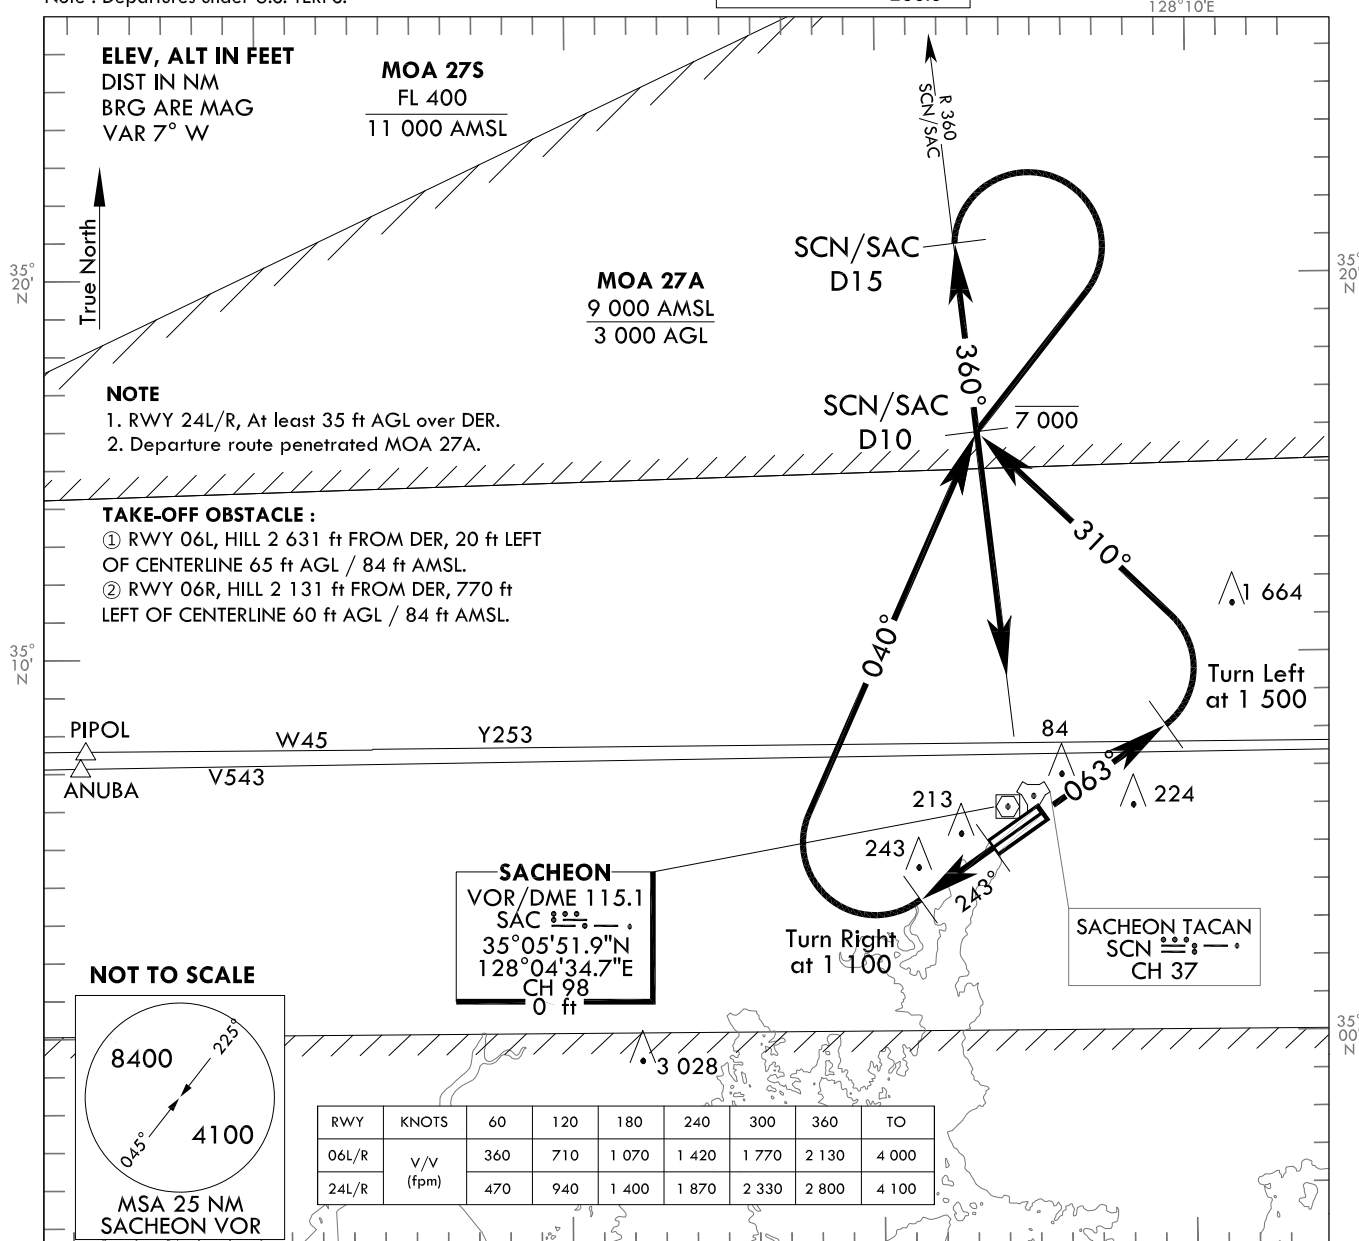 128°10'E
ELEV, ALT IN FEET
DIST IN NM
BRG ARE MAG
VAR 7° W
MOA 27S
FL 400
11 000 AMSL
R 360
SCN/SAC
True North
35°
20'
N
35°
20'
N
SCN/SAC
D15
MOA 27A
9 000 AMSL
3 000 AGL
360°
NOTE
1. RWY 24L/R, At least 35 ft AGL over DER.
2. Departure route penetrated MOA 27A.
SCN/SAC
D10
7 000
TAKE-OFF OBSTACLE :
① RWY 06L, HILL 2 631 ft FROM DER, 20 ft LEFT
OF CENTERLINE 65 ft AGL / 84 ft AMSL.
② RWY 06R, HILL 2 131 ft FROM DER, 770 ft
LEFT OF CENTERLINE 60 ft AGL / 84 ft AMSL.
310°
1 664
040°
35°
10'
N
Turn Left
at 1 500
PIPOL
W45
Y253
84
ANUBA
V543
063°
224
213
243
243°
SACHEON
VOR/DME 115.1
SAC
35°05'51.9"N
128°04'34.7"E
CH 98
0 ft
Turn Right
at 1 100
SACHEON TACAN
SCN
CH 37
NOT TO SCALE
8400
225°
045°
4100
MSA 25 NM
SACHEON VOR
00'
N
3 028
RWY KNOTS 60 120 180 240 300 360 TO
06L/R V/V (fpm) 360 710 1 070 1 420 1 770 2 130 4 000
24L/R 470 940 1 400 1 870 2 330 2 800 4 100